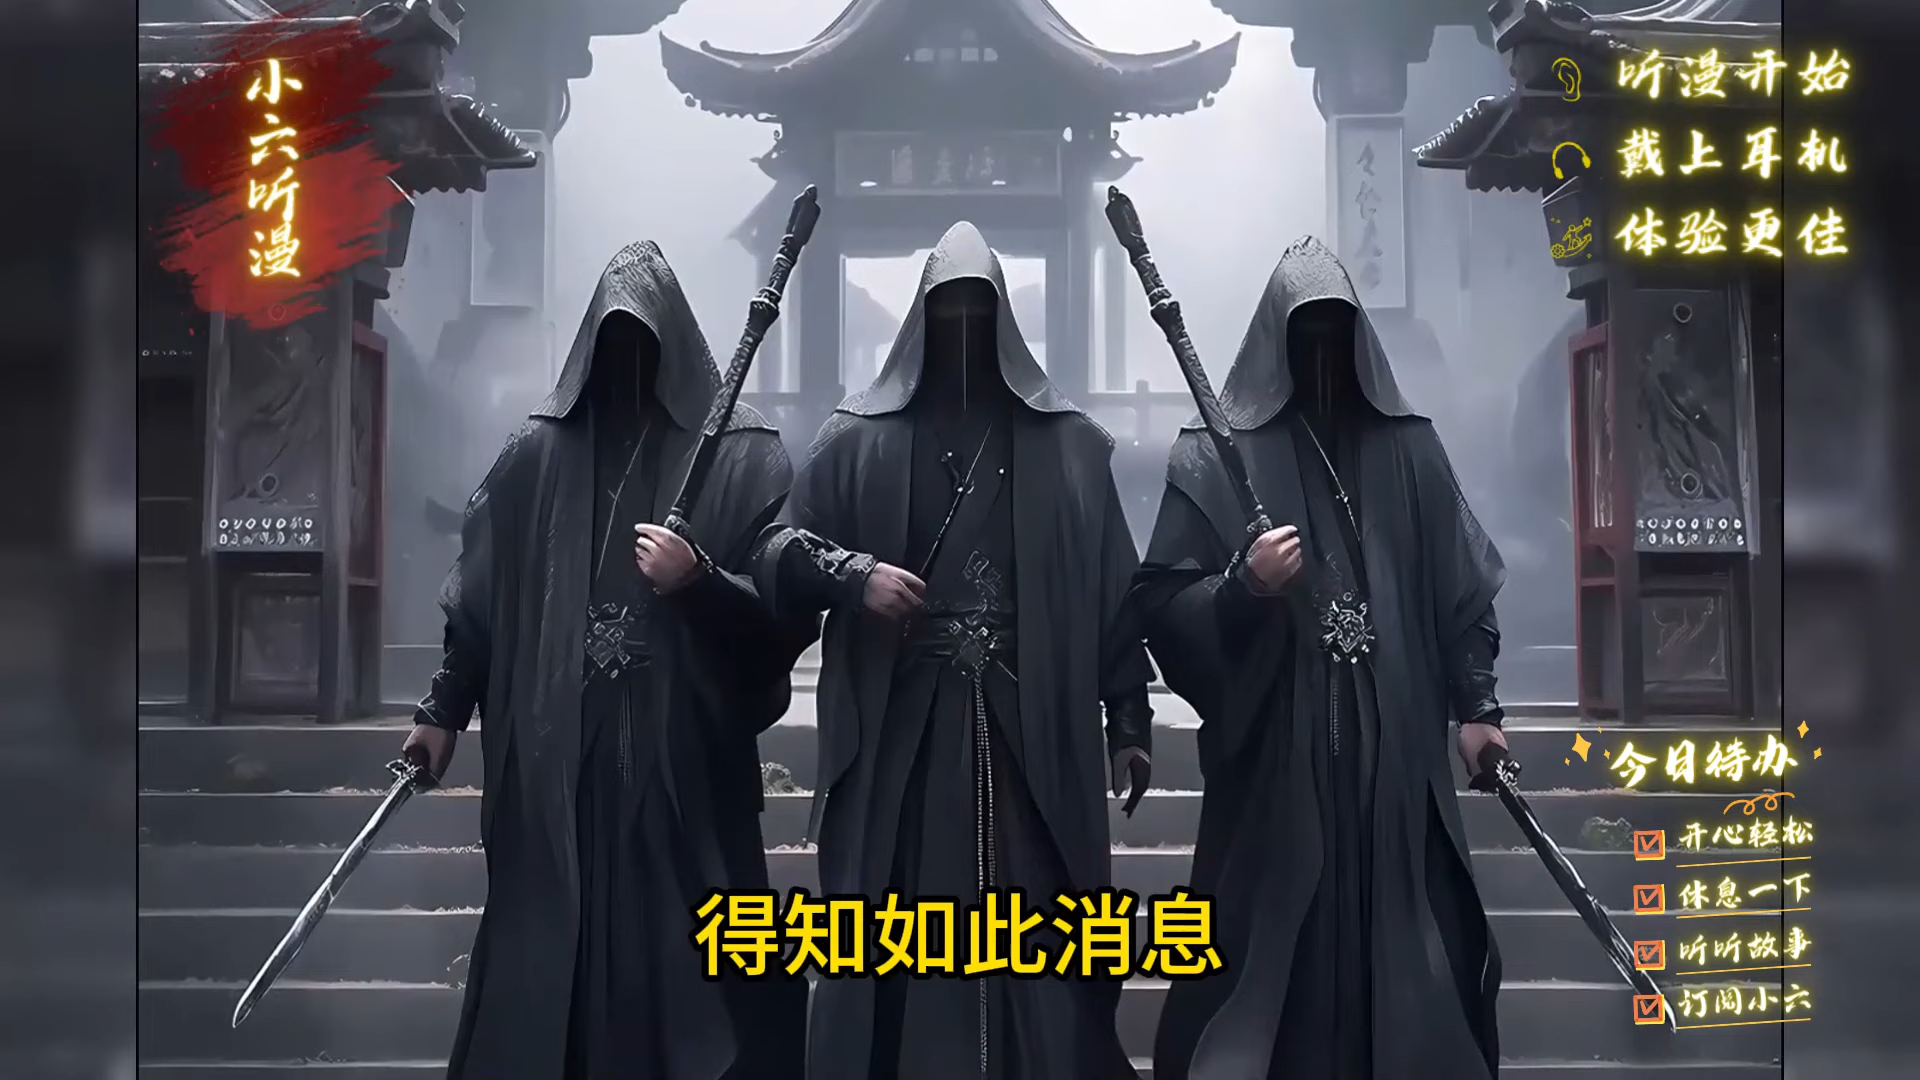 小六听漫
听漫开始
戴上耳机
体验更佳
今日待办
开心轻松
休息一下
听听故事
订阅小六
得知如此消息